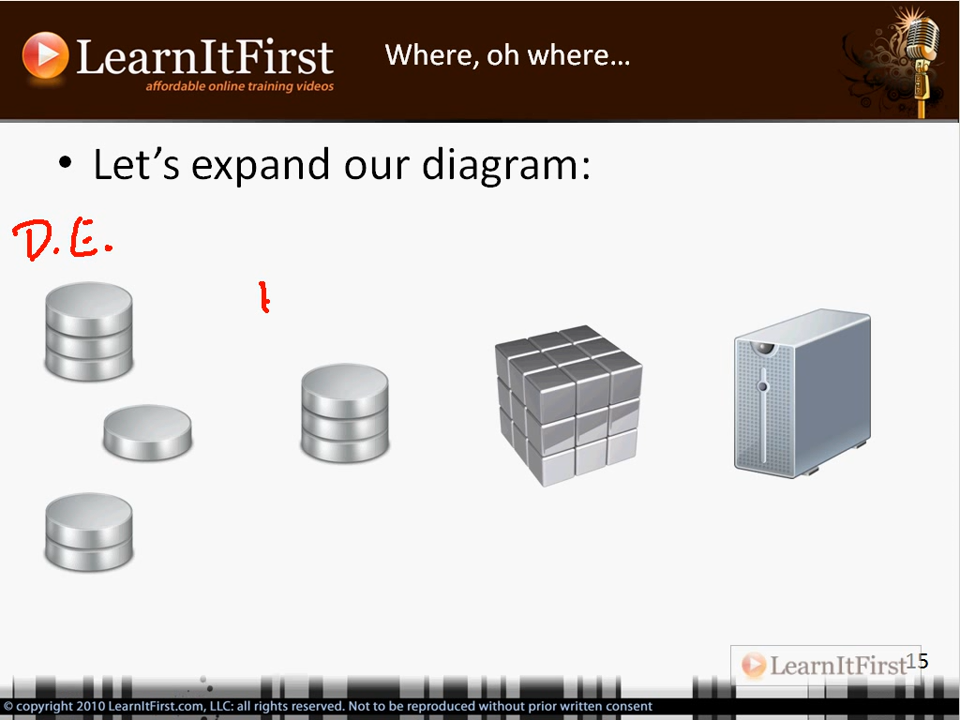 LearnItFirst
affordable online training videos
Where, oh where…
• Let's expand our diagram:
D.E.
LearnItFirst
15
© copyright 2010 LearnItFirst.com, LLC: all rights reserved. Not to be reproduced without prior written consent